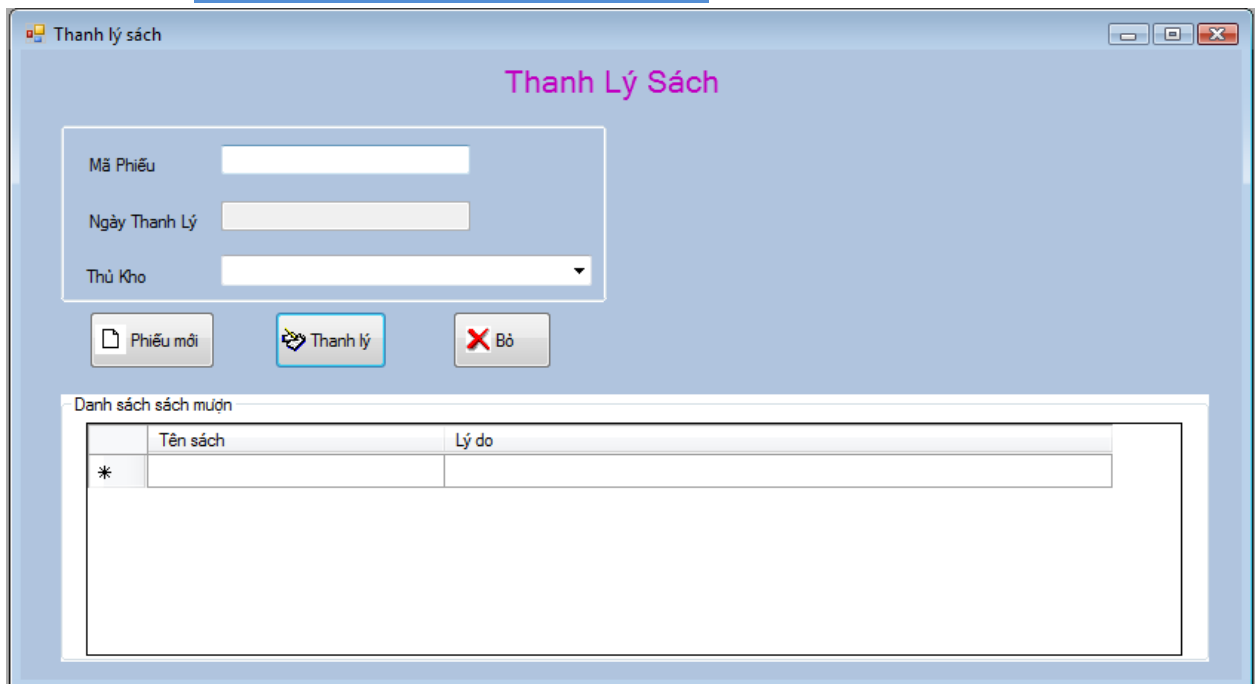 Thanh lý sách
Thanh Lý Sách
Mã Phiếu
Ngày Thanh Lý
Thủ Kho
Phiếu mới Thanh lý Bỏ
Danh sách sách mượn
Tên sách Lý do